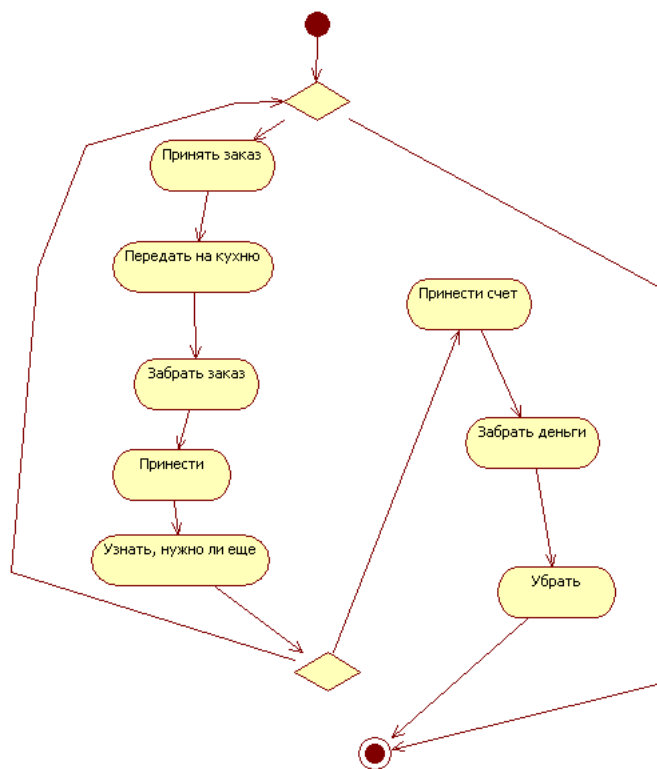 Принять заказ
Передать на кухню
Забрать заказ
Принести
Узнать, нужно ли еще
Принести счет
Забрать деньги
Убрать